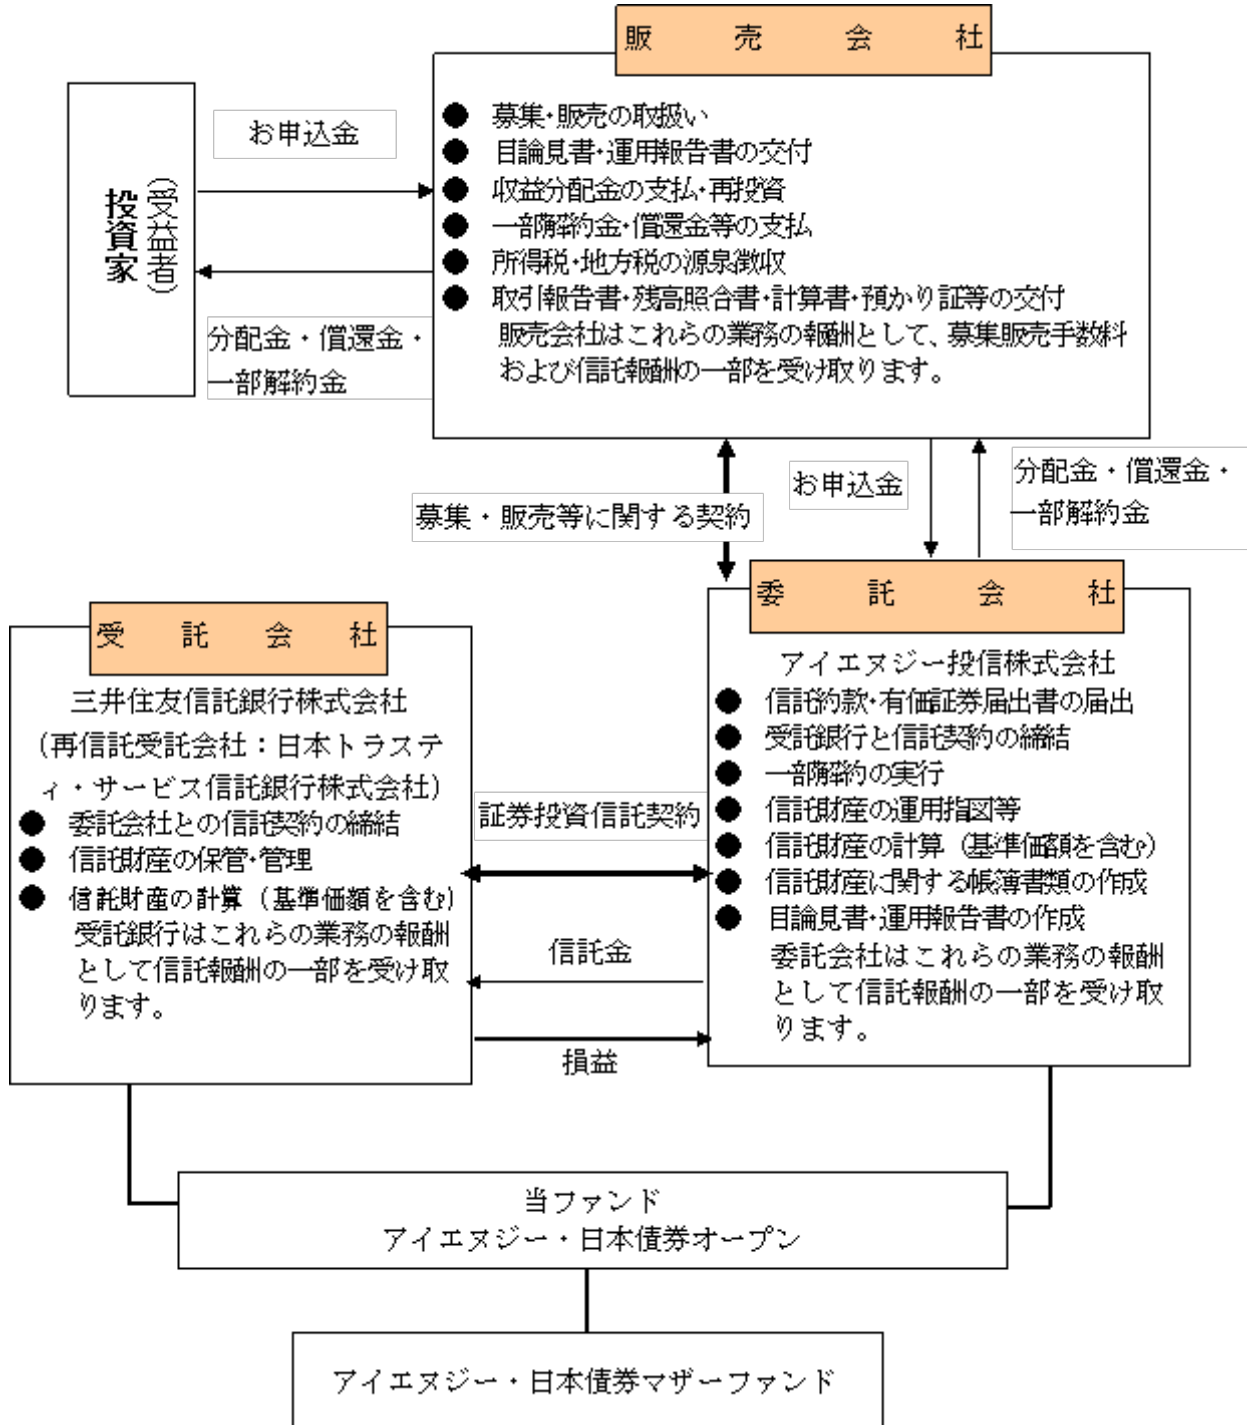 販売会社
お申込金
投資家
(受益者)
分配金・償還金・
一部解約金
● 募集・販売の取扱い
● 目論見書・運用報告書の交付
● 収益分配金の支払・再投資
● 一部解約金・償還金等の支払
● 所得税・地方税の源泉徴収
● 取引報告書・残高照合書・計算書・預かり証等の交付
販売会社はこれらの業務の報酬として、募集販売手数料
および信託報酬の一部を受け取ります。
募集・販売等に関する契約
お申込金
分配金・償還金・
一部解約金
受託会社
三井住友信託銀行株式会社
(再信託受託会社：日本トラステ
ィ・サービス信託銀行株式会社)
● 委託会社との信託契約の締結
● 信託財産の保管・管理
● 信託財産の計算（基準価額を含む)
受託銀行はこれらの業務の報酬
として信託報酬の一部を受け取
ります。
証券投資信託契約
信託金
損益
委託会社
アイエヌジー投信株式会社
● 信託約款・有価証券届出書の届出
● 受託銀行と信託契約の締結
● 一部解約の実行
● 信託財産の運用指図等
● 信託財産の計算（基準価額を含む）
● 信託財産に関する帳簿書類の作成
● 目論見書・運用報告書の作成
委託会社はこれらの業務の報酬
として信託報酬の一部を受け取
ります。
当ファンド
アイエヌジー・日本債券オープン
アイエヌジー・日本債券マザーファンド